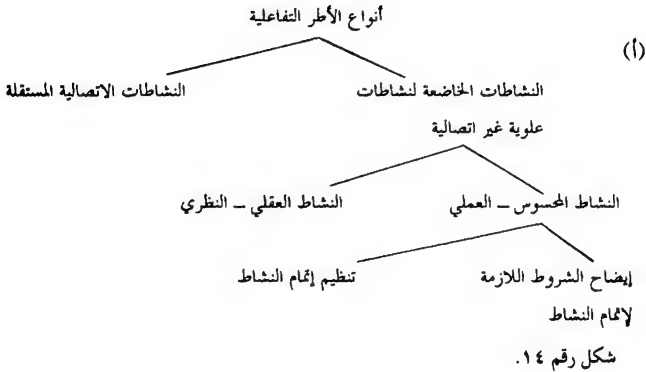 أنواع الأطر التفاعلية
(أ)
النشاطات الخاضعة لنشاطات
علوية غير اتصالية
النشاطات الاتصالية المستقلة
النشاط المحسوس – العملي
النشاط العقلي – النظري
إيضاح الشروط اللازمة
لإتمام النشاط
تنظيم إتمام النشاط
شكل رقم ١٤.